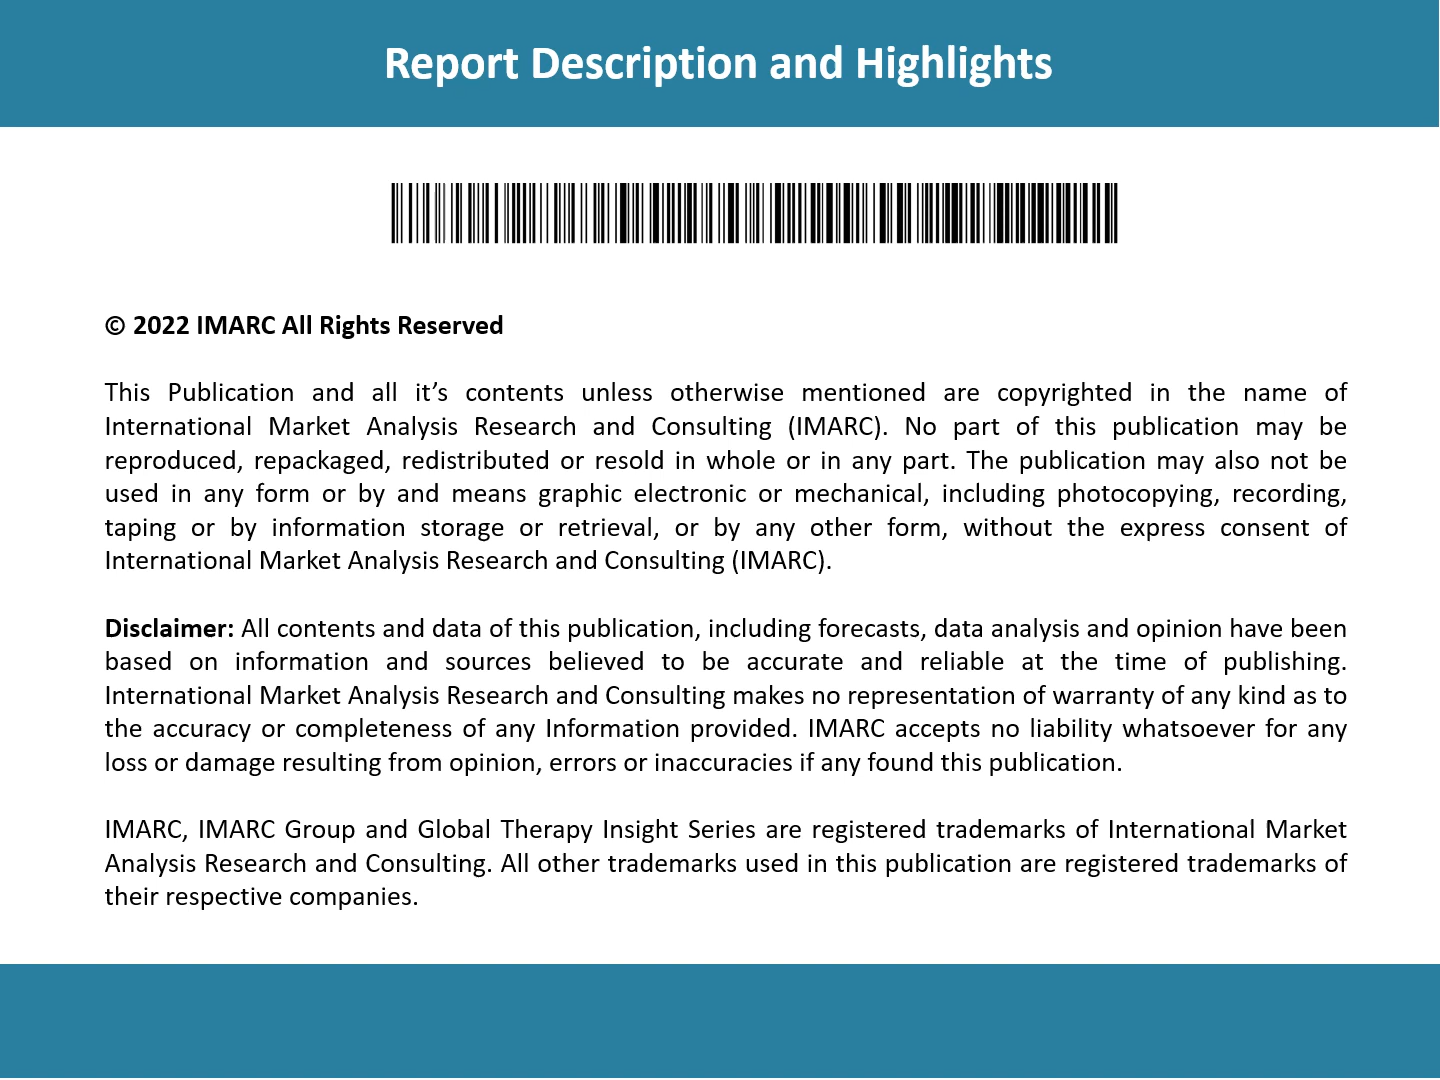 Report Description and Highlights
© 2022 IMARC All Rights Reserved
This Publication and all it’s contents unless otherwise mentioned are copyrighted in the name of
International Market Analysis Research and Consulting (IMARC). No part of this publication may be
reproduced, repackaged, redistributed or resold in whole or in any part. The publication may also not be
used in any form or by and means graphic electronic or mechanical, including photocopying, recording,
taping or by information storage or retrieval, or by any other form, without the express consent of
International Market Analysis Research and Consulting (IMARC).
Disclaimer: All contents and data of this publication, including forecasts, data analysis and opinion have been
based on information and sources believed to be accurate and reliable at the time of publishing.
International Market Analysis Research and Consulting makes no representation of warranty of any kind as to
the accuracy or completeness of any Information provided. IMARC accepts no liability whatsoever for any
loss or damage resulting from opinion, errors or inaccuracies if any found this publication.
IMARC, IMARC Group and Global Therapy Insight Series are registered trademarks of International Market
Analysis Research and Consulting. All other trademarks used in this publication are registered trademarks of
their respective companies.